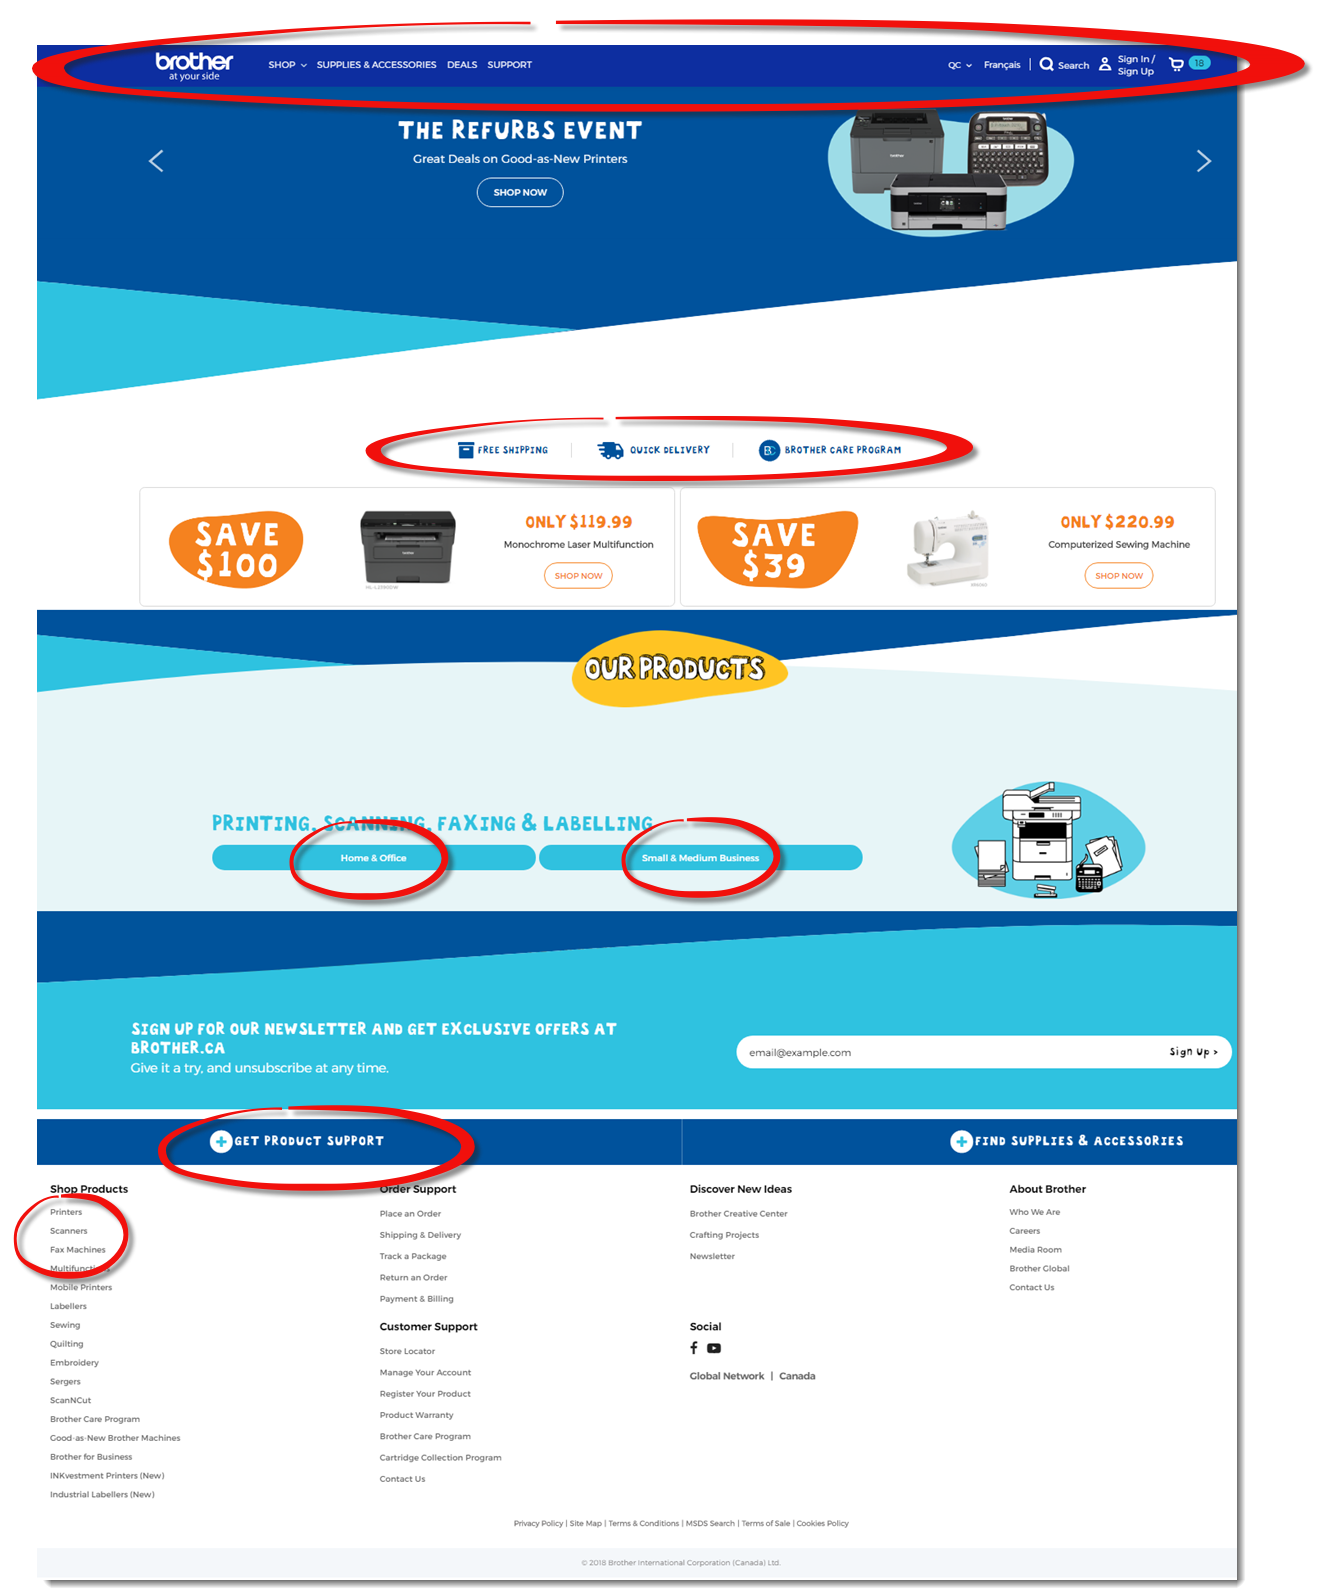 brother
at your side
SHOP
SUPPLIES & ACCESSORIES
DEALS
SUPPORT
QC
Français
Search
Sign In /
Sign Up
18
THE REFURBS EVENT
Great Deals on Good-as-New Printers
SHOP NOW
FREE SHIPPING
QUICK DELIVERY
BROTHER CARE PROGRAM
SAVE
$100
ONLY $119.99
Monochrome Laser Multifunction
SHOP NOW
SAVE
$39
ONLY $220.99
Computerized Sewing Machine
SHOP NOW
OUR PRODUCTS
PRINTING, SCANNING, FAXING & LABELLING
Home & Office
Small & Medium Business
SIGN UP FOR OUR NEWSLETTER AND GET EXCLUSIVE OFFERS AT
BROTHER.CA
Give it a try, and unsubscribe at any time.
email@example.com
Sign Up >
GET PRODUCT SUPPORT
FIND SUPPLIES & ACCESSORIES
Shop Products
Printers
Scanners
Fax Machines
Multifunctions
Mobile Printers
Labellers
Sewing
Quilting
Embroidery
Sergers
ScanNCut
Brother Care Program
Good-as-New Brother Machines
Brother for Business
INKvestment Printers (New)
Industrial Labellers (New)
Order Support
Place an Order
Shipping & Delivery
Track a Package
Return an Order
Payment & Billing
Customer Support
Store Locator
Manage Your Account
Register Your Product
Product Warranty
Brother Care Program
Cartridge Collection Program
Contact Us
Discover New Ideas
Brother Creative Center
Crafting Projects
Newsletter
Social
Global Network | Canada
About Brother
Who We Are
Careers
Media Room
Brother Global
Contact Us
Privacy Policy | Site Map | Terms & Conditions | MSDS Search | Terms of Sale | Cookies Policy
© 2018 Brother International Corporation (Canada) Ltd.